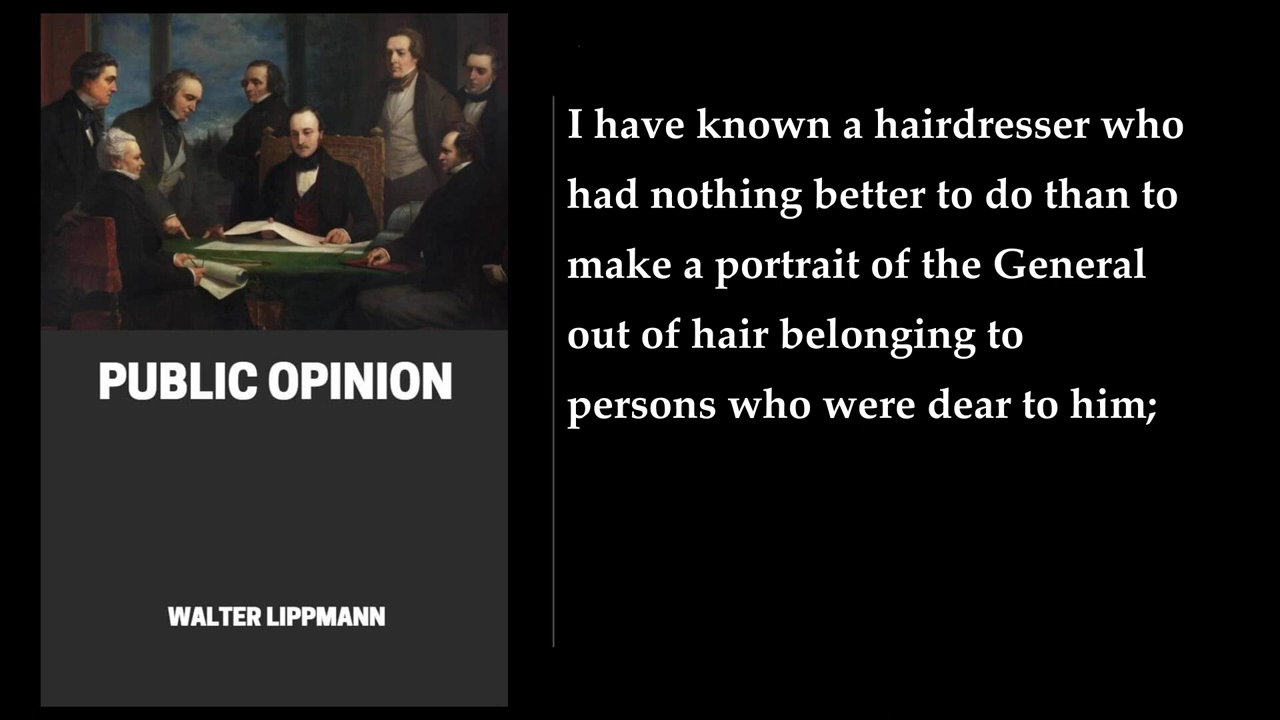 PUBLIC OPINION
WALTER LIPPMANN
I have known a hairdresser who
had nothing better to do than to
make a portrait of the General
out of hair belonging to
persons who were dear to him;